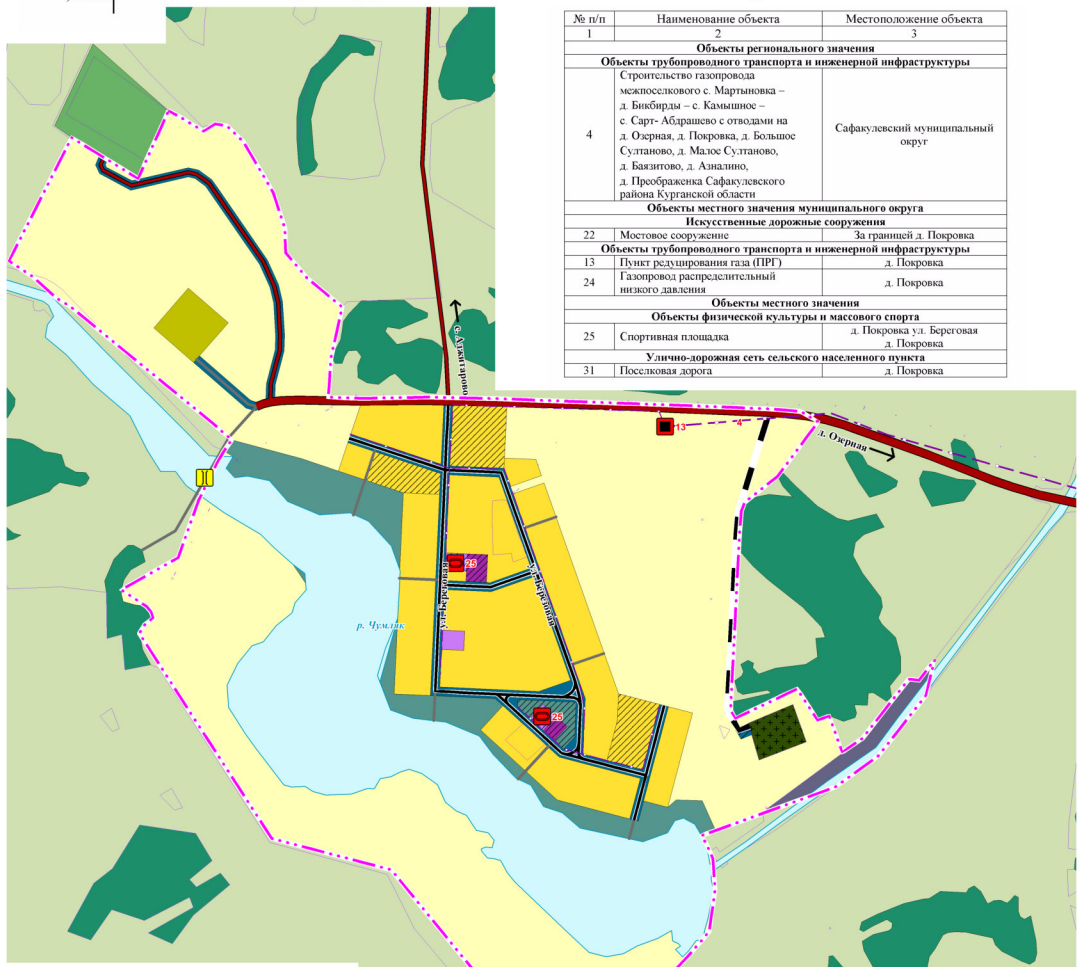 № п/п Наименование объекта Местоположение объекта
1 2 3
Объекты регионального значения
Объекты трубопроводного транспорта и инженерной инфраструктуры
Строительство газопровода
межпоселкового с. Мартыновка –
д. Бикбирды – с. Камышное –
с. Сарт- Абдрашево с отводами на
4 д. Озерная, д. Покровка, д. Большое Сафакулевский муниципальный
Султаново, д. Малое Султаново, округ
д. Баязитово, д. Азналино,
д. Преображенка Сафакулевского
района Курганской области
Объекты местного значения муниципального округа
Искусственные дорожные сооружения
22 Мостовое сооружение За границей д. Покровка
Объекты трубопроводного транспорта и инженерной инфраструктуры
13 Пункт редуцирования газа (ПРГ) д. Покровка
24 Газопровод распределительный
низкого давления д. Покровка
Объекты местного значения
Объекты физической культуры и массового спорта
25 Спортивная площадка д. Покровка ул. Береговая
д. Покровка
Улично-дорожная сеть сельского населенного пункта
31 Поселковая дорога д. Покровка
13
4
д. Озерная
25
ул. Береговая
ул. Березовая
р. Чумляк
25